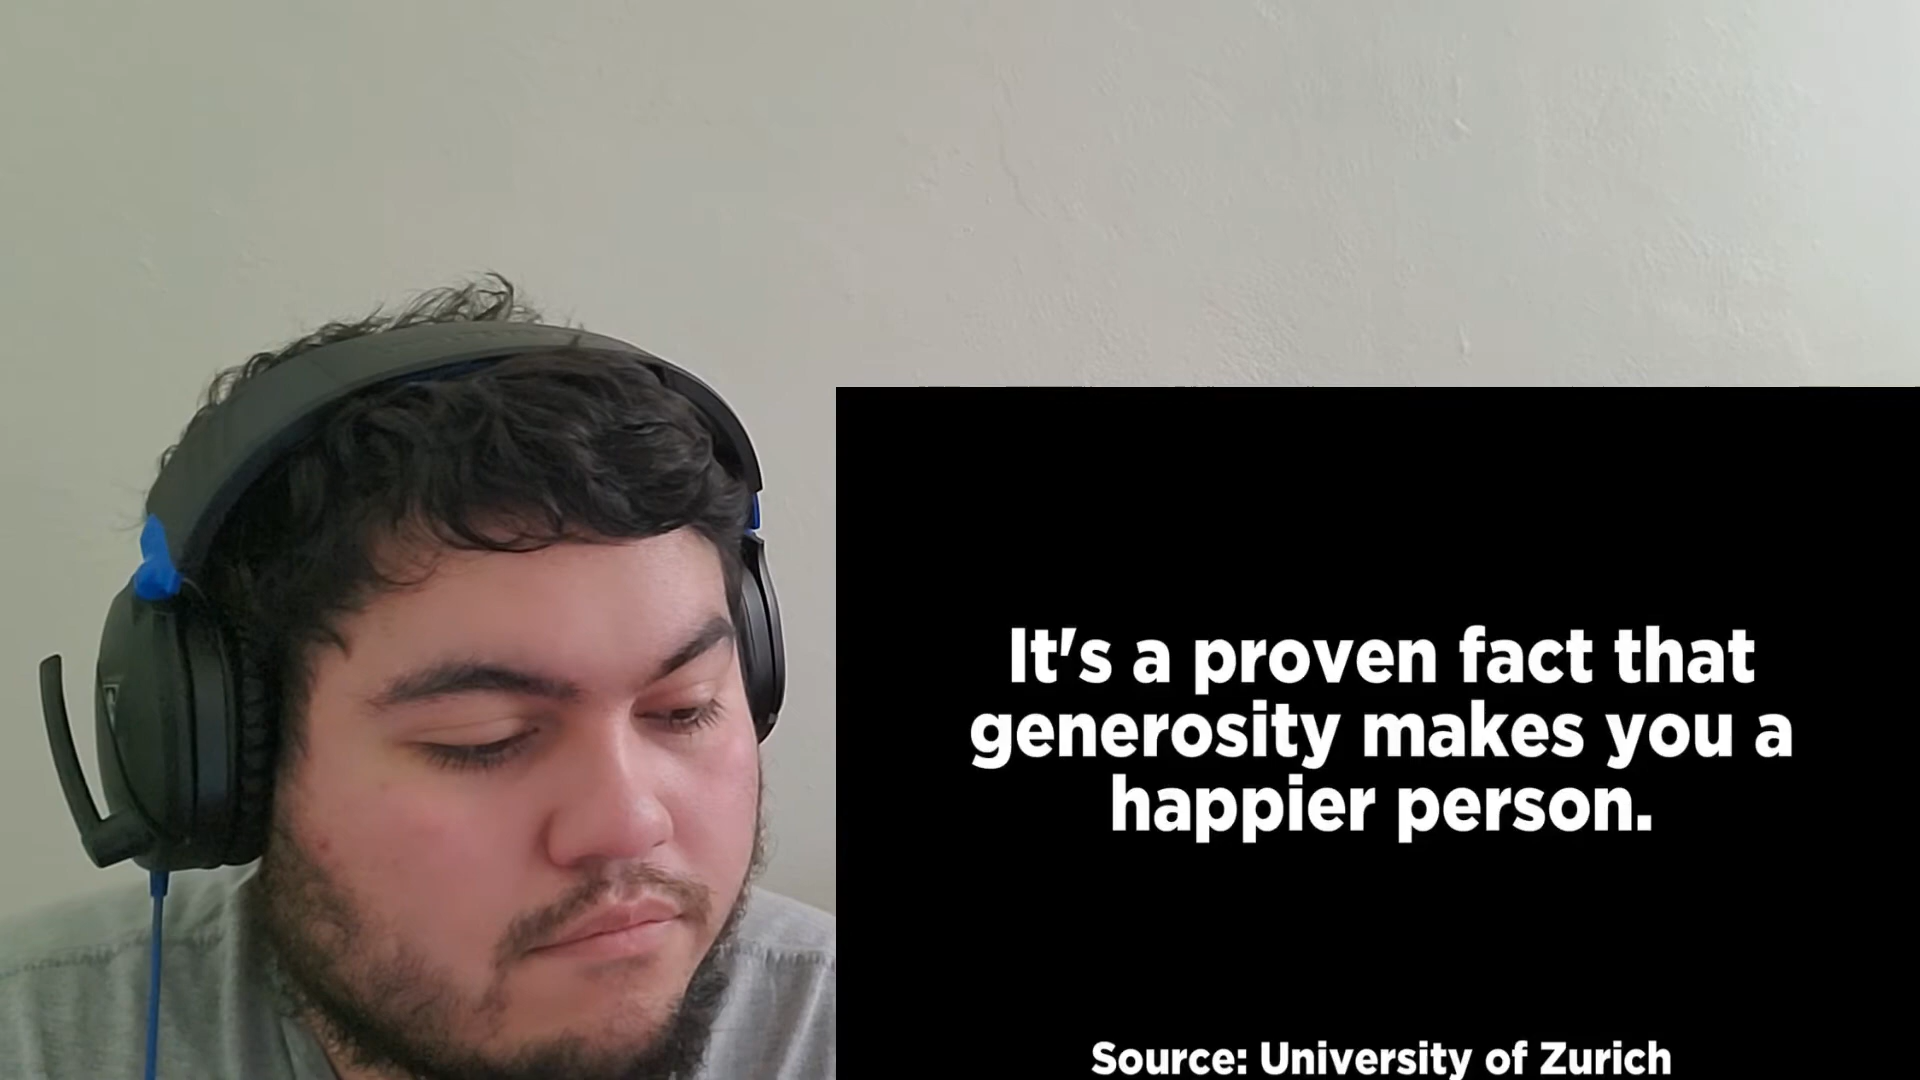 It's a proven fact that
generosity makes you a
happier person.
Source: University of Zurich